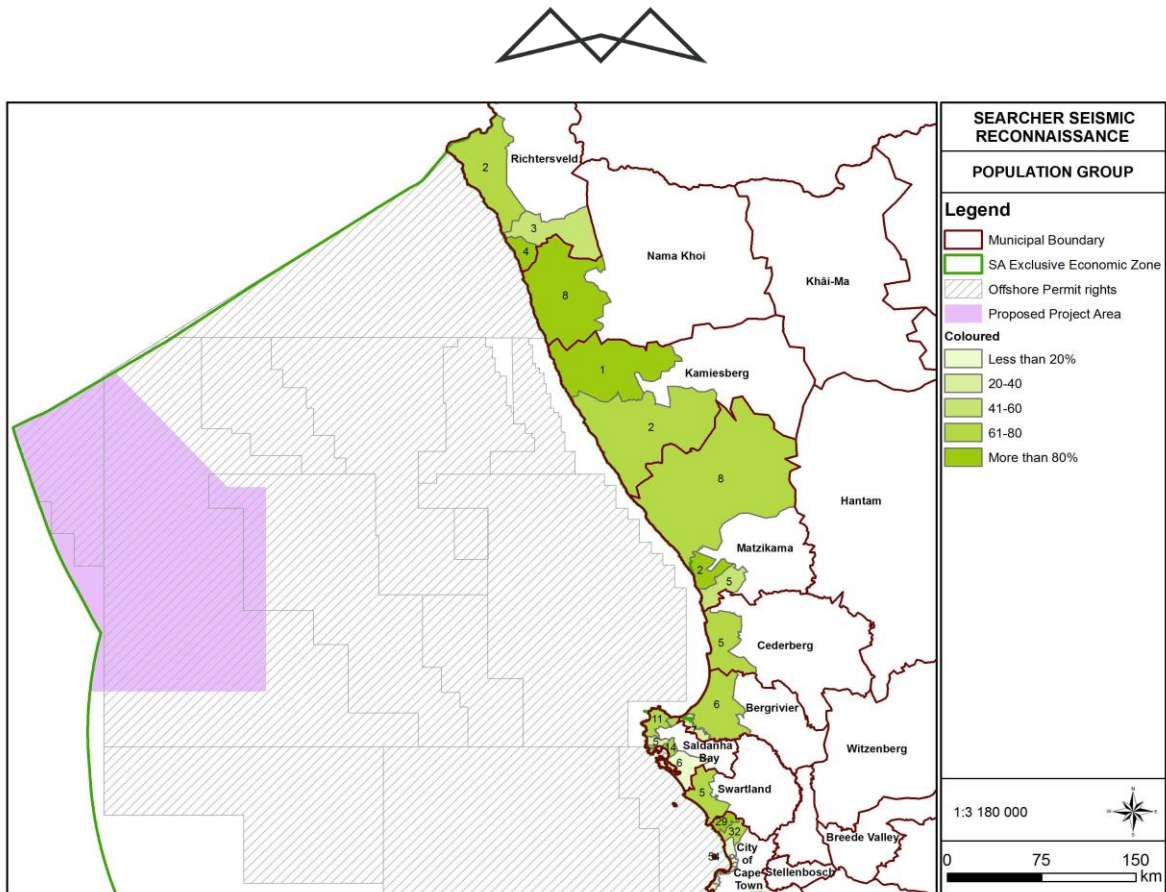 SEARCHER SEISMIC
RECONNAISSANCE
POPULATION GROUP
Legend
Municipal Boundary
SA Exclusive Economic Zone
Offshore Permit rights
Proposed Project Area
Coloured
Less than 20%
20-40
41-60
61-80
More than 80%
1:3 180 000
N
W E
S
0 75 150
km
Richtersveld
2
3
4
Nama Khoi
Khâi-Ma
8
1
Kamiesberg
2
8
Hantam
Matzikama
2
5
5
Cederberg
6
Bergrivier
11
7
5
14
Saldanha
Bay
Witzenberg
6
5
Swartland
29
32
Breede Valley
54
City
of
Cape
Town
Stellenbosch